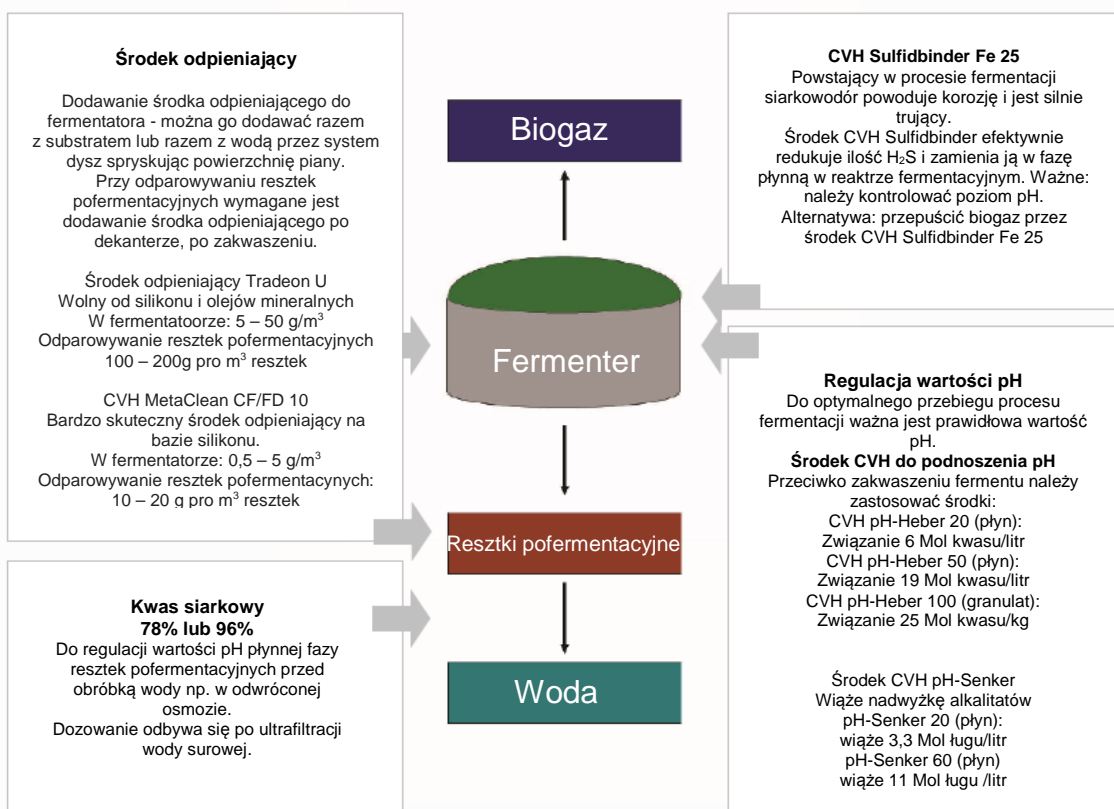 Środek odpieniający
Dodawanie środka odpieniającego do
fermentatora - można go dodawać razem
z substratem lub razem z wodą przez system
dysz spryskując powierzchnię piany.
Przy odparowywaniu resztek
pofermentacyjnych wymagane jest
dodawanie środka odpieniającego po
dekanterze, po zakwaszeniu.
Środek odpieniający Tradeon U
Wolny od silikonu i olejów mineralnych
W fermentatoorze: 5 – 50 g/m³
Odparowywanie resztek pofermentacyjnych
100 – 200g pro m³ resztek
CVH MetaClean CF/FD 10
Bardzo skuteczny środek odpieniający na
bazie silikonu.
W fermentatorze: 0,5 – 5 g/m³
Odparowywanie resztek pofermentacynych:
10 – 20 g pro m³ resztek
Kwas siarkowy
78% lub 96%
Do regulacji wartości pH płynnej fazy
resztek pofermentacyjnych przed
obróbką wody np. w odwróconej
osmozie.
Dozowanie odbywa się po ultrafiltracji
wody surowej.
Biogaz
Fermenter
Resztki pofermentacyjne
Woda
CVH Sulfidbinder Fe 25
Powstający w procesie fermentacji
siarkowodór powoduje korozję i jest silnie
trujący.
Środek CVH Sulfidbinder efektywnie
redukuje ilość H₂S i zamienia ją w fazę
płynną w reaktrze fermentacyjnym. Ważne:
należy kontrolować poziom pH.
Alternatywa: przepuścić biogaz przez
środek CVH Sulfidbinder Fe 25
Regulacja wartości pH
Do optymalnego przebiegu procesu
fermentacji ważna jest prawidłowa wartość
pH.
Środek CVH do podnoszenia pH
Przeciwko zakwaszeniu fermentu należy
zastosować środki:
CVH pH-Heber 20 (płyn):
Związanie 6 Mol kwasu/litr
CVH pH-Heber 50 (płyn):
Związanie 19 Mol kwasu/litr
CVH pH-Heber 100 (granulat):
Związanie 25 Mol kwasu/kg
Środek CVH pH-Senker
Wiąże nadwyżkę alkalitatów
pH-Senker 20 (płyn):
wiąże 3,3 Mol ługu/litr
pH-Senker 60 (płyn)
wiąże 11 Mol ługu /litr